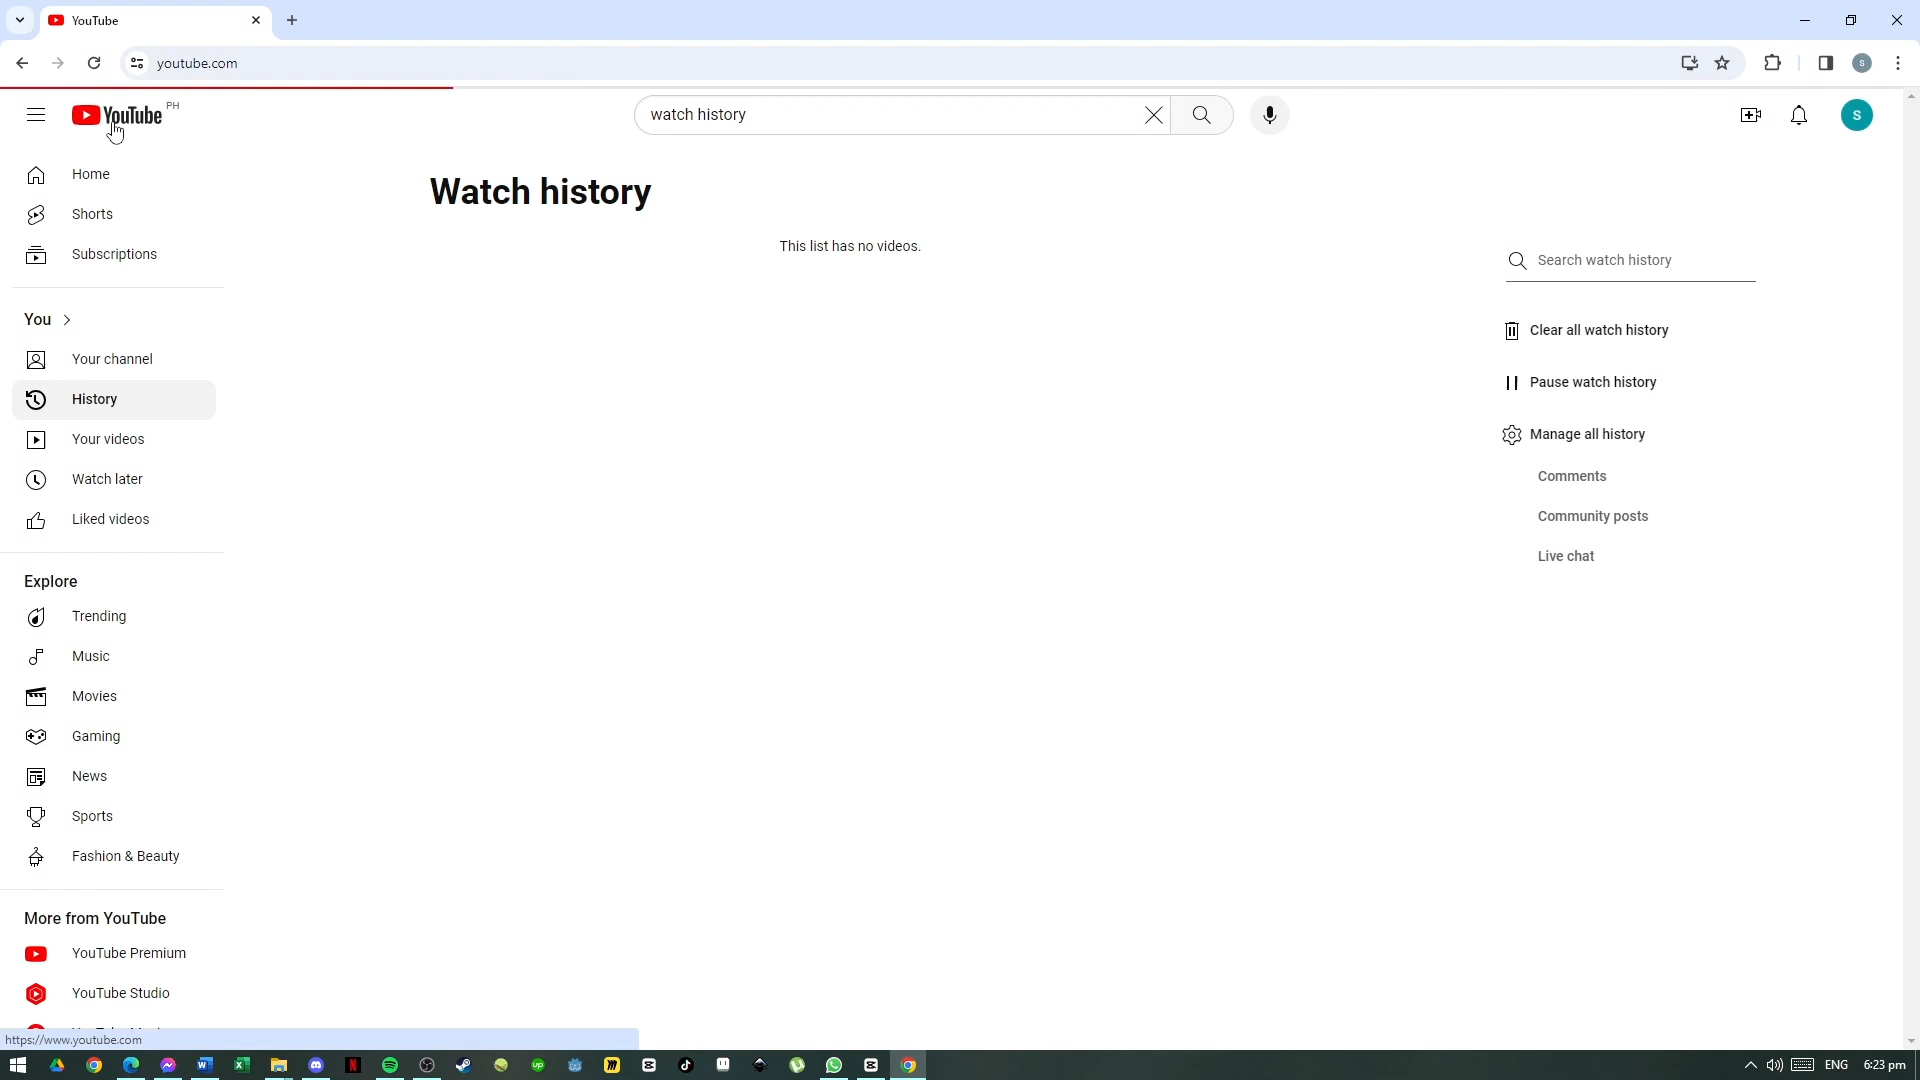 YouTube
youtube.com
S
YouTube PH
watch history
S
Home
Shorts
Subscriptions
You
Your channel
History
Your videos
Watch later
Liked videos
Explore
Trending
Music
Movies
Gaming
News
Sports
Fashion & Beauty
More from YouTube
YouTube Premium
YouTube Studio
Watch history
This list has no videos.
Search watch history
Clear all watch history
Pause watch history
Manage all history
Comments
Community posts
Live chat
https://www.youtube.com
ENG
6:23 pm